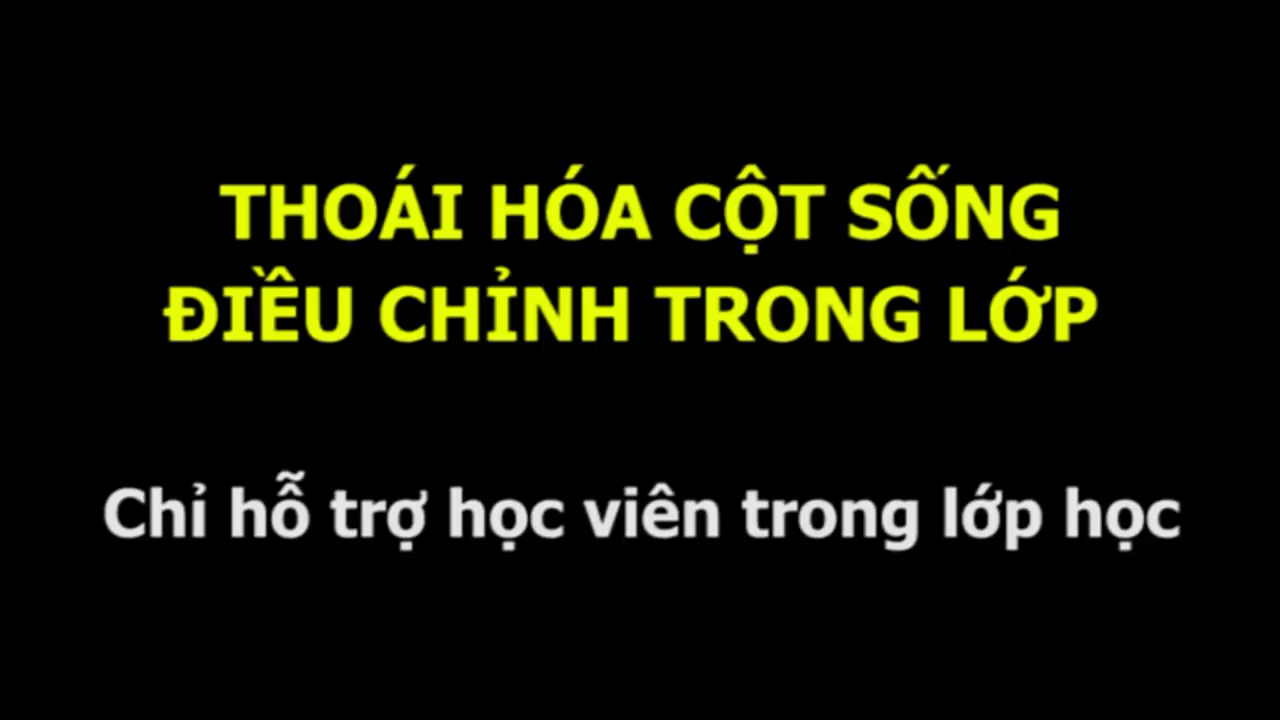 THOÁI HÓA CỘT SỐNG
ĐIỀU CHỈNH TRONG LỚP
Chỉ hỗ trợ học viên trong lớp học